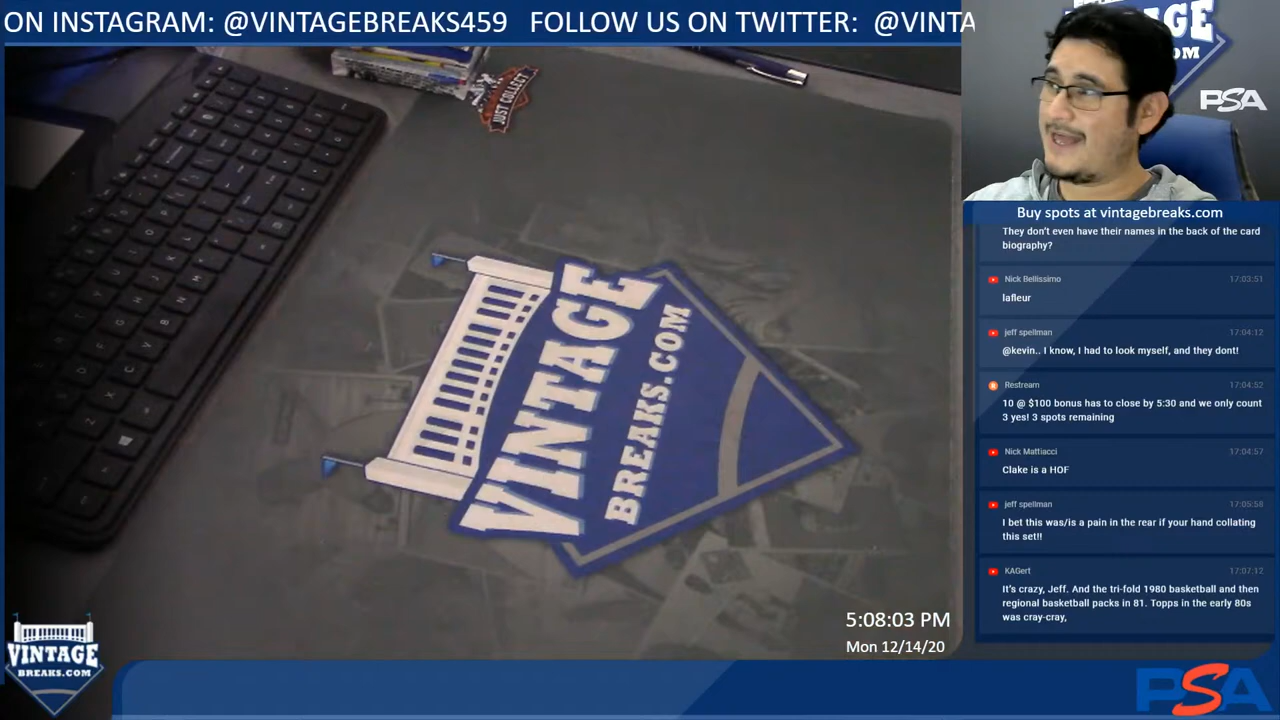 ON INSTAGRAM: @VINTAGEBREAKS459 FOLLOW US ON TWITTER: @VINTA
VINTAGE
.COM
PSA
JUST COLLECT
VINTAGE
BREAKS.COM
Buy spots at vintagebreaks.com
They don't even have their names in the back of the card
biography?
Nick Bellissimo 17:03:51
lafleur
jeff spellman 17:04:12
@kevin.. I know, I had to look myself, and they dont!
Restream 17:04:52
10 @ $100 bonus has to close by 5:30 and we only count
3 yes! 3 spots remaining
Nick Mattiacci 17:04:57
Clake is a HOF
jeff spellman 17:05:58
I bet this was/is a pain in the rear if your hand collating
this set!!
KAGert 17:07:12
It's crazy, Jeff. And the tri-fold 1980 basketball and then
regional basketball packs in 81. Topps in the early 80s
was cray-cray,
5:08:03 PM
Mon 12/14/20
VINTAGE
BREAKS.COM
PSA